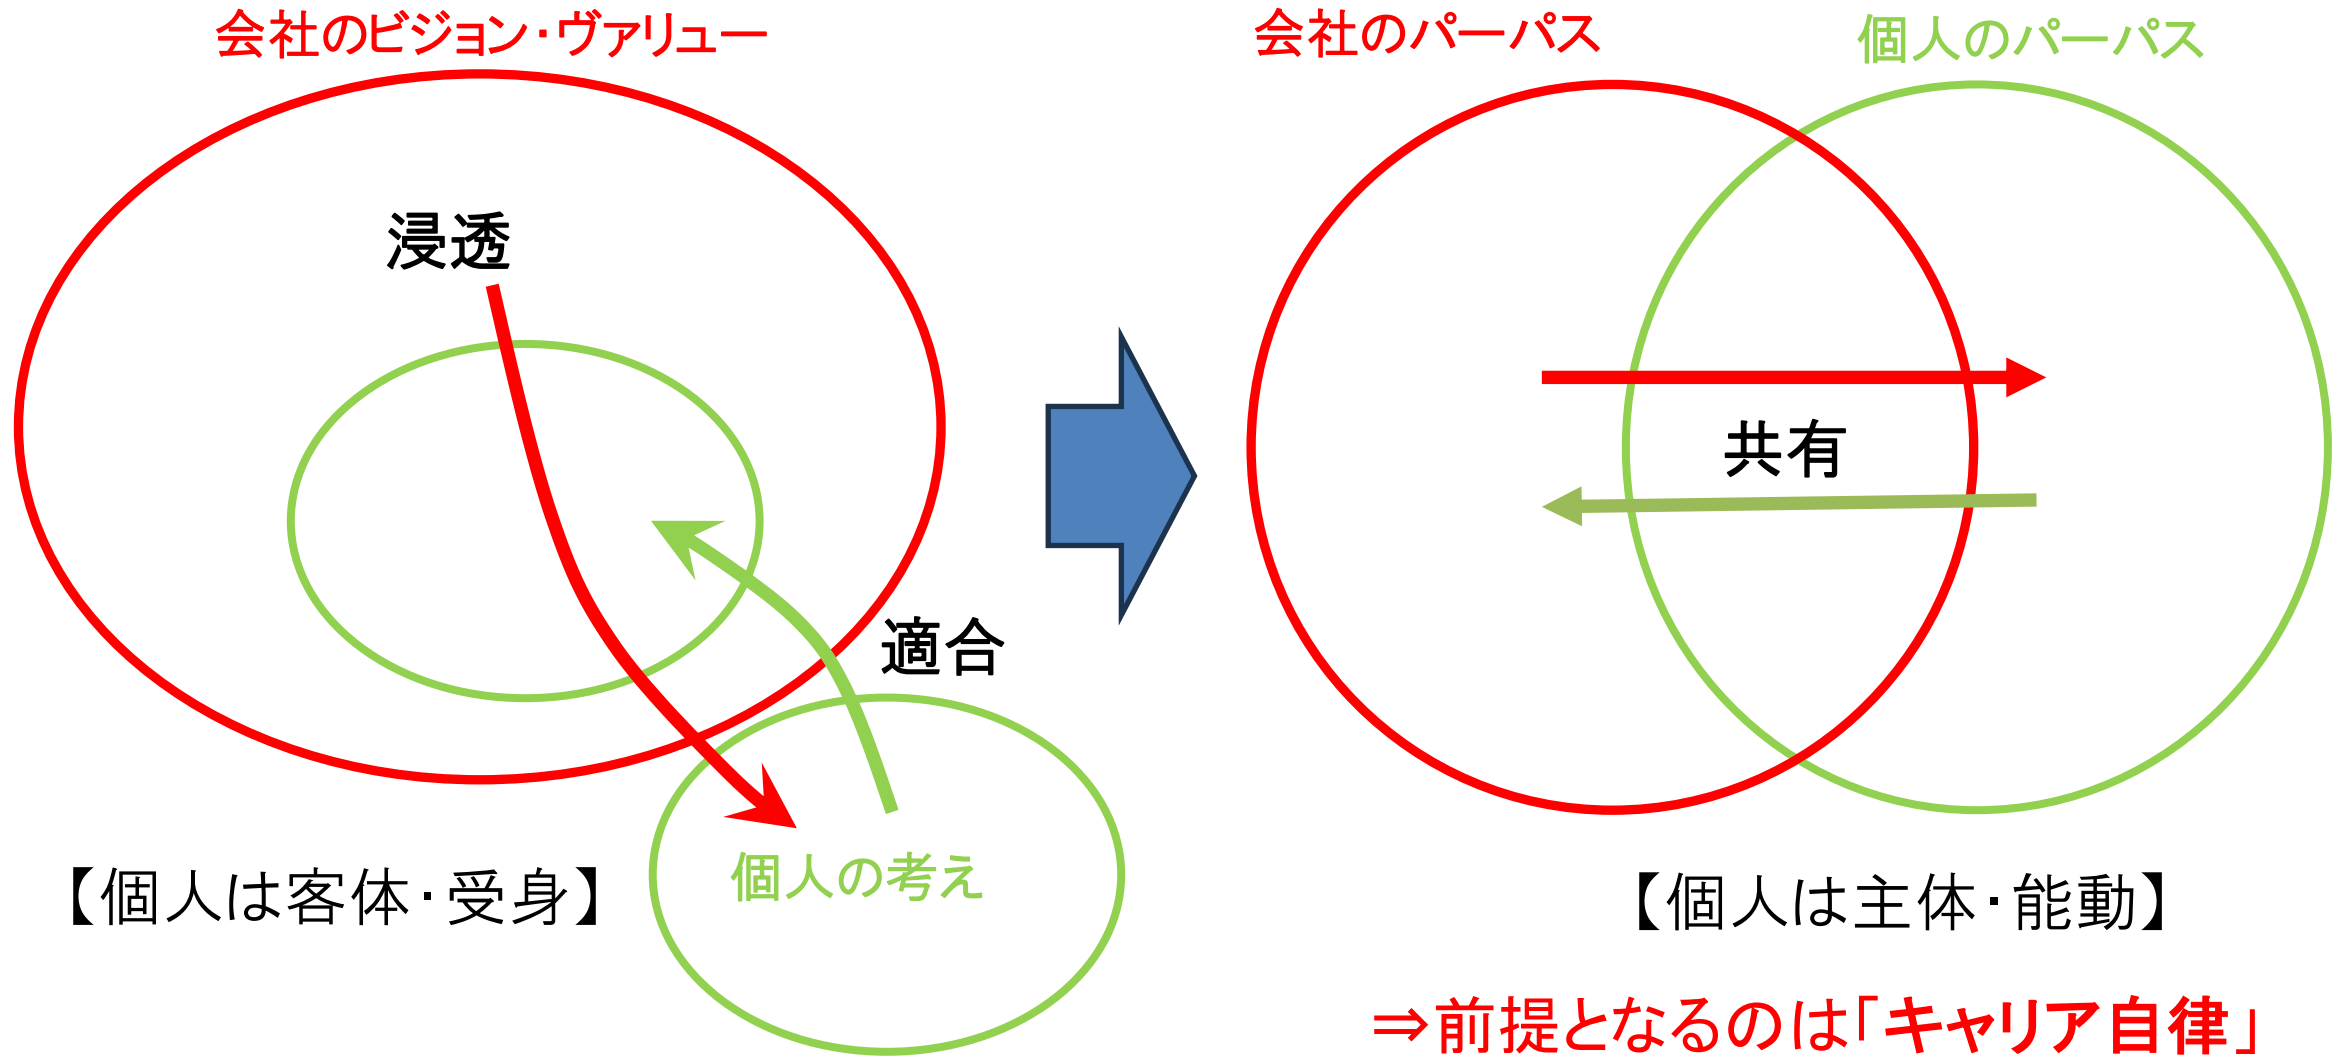 会社のビジョン・ヴァリュー
浸透
適合
個人の考え
【個人は客体・受身】
会社のパーパス
個人のパーパス
共有
【個人は主体・能動】
⇒前提となるのは「キャリア自律」